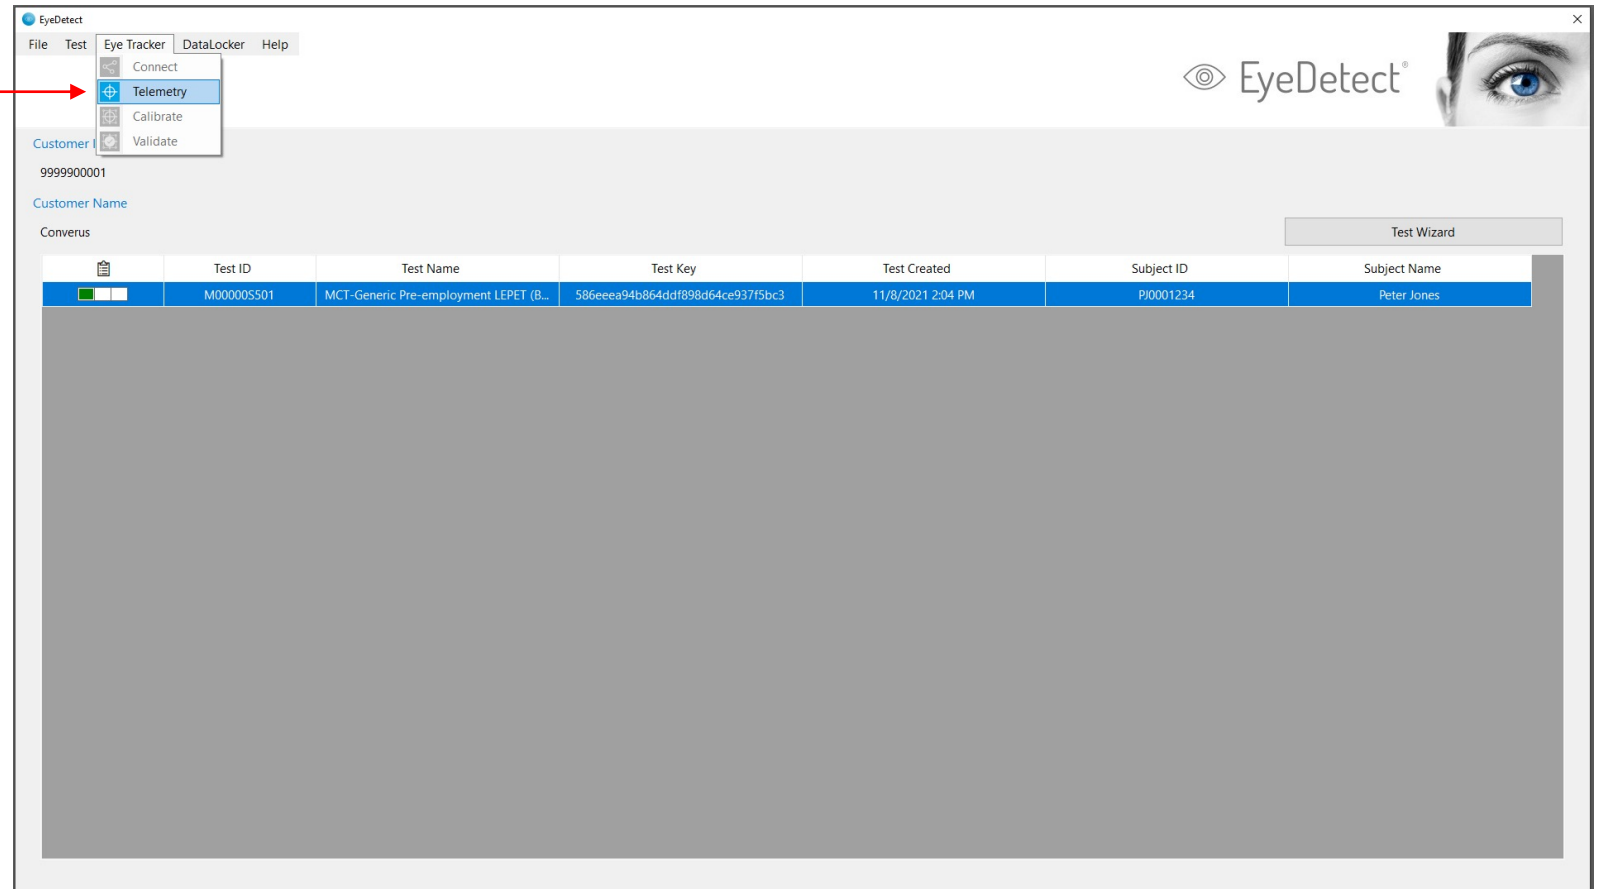 EyeDetect
File Test Eye Tracker DataLocker Help
Connect
Telemetry
Calibrate
Validate
EyeDetect®
Customer I
9999900001
Customer Name
Converus
Test Wizard
Test ID Test Name Test Key Test Created Subject ID Subject Name
M00000S501 MCT-Generic Pre-employment LEPET (B... 586eeea94b864ddf898d64ce937f5bc3 11/8/2021 2:04 PM PJ0001234 Peter Jones